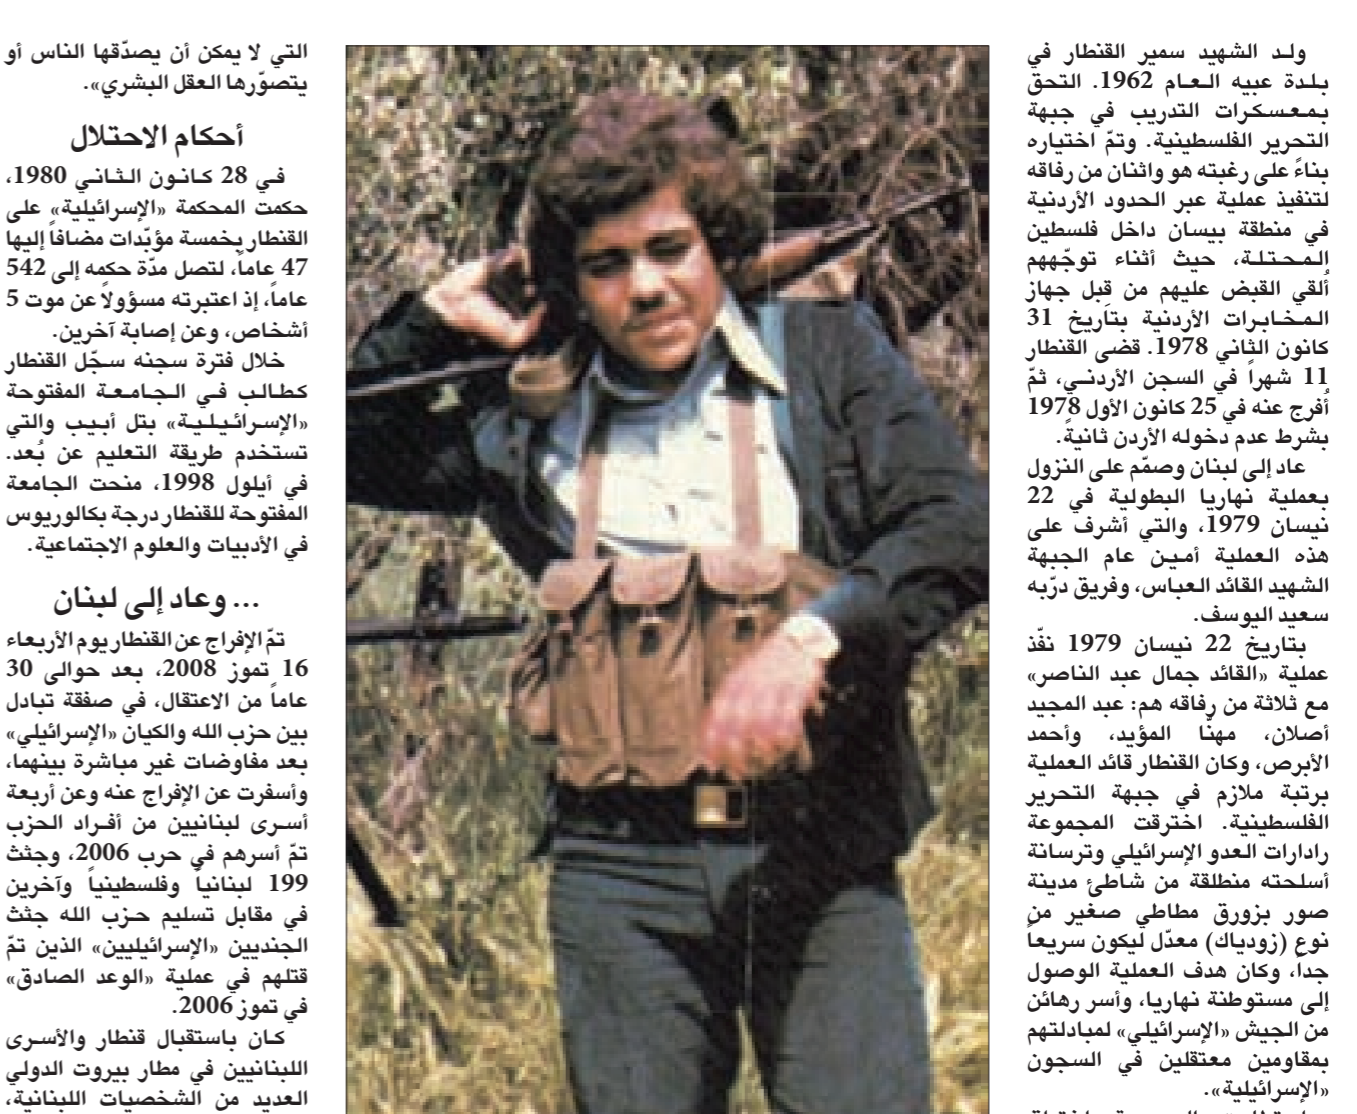 ولد الشهيد سمير القنطار في
بلدة عبيه العام 1962. التحق
بمعسكرات التدريب في جبهة
التحرير الفلسطينية. وتمّ اختياره
بناءً على رغبته هو واثنان من رفاقه
لتنفيذ عملية عبر الحدود الأردنية
في منطقة بيسان داخل فلسطين
المحتلة، حيث أثناء توجّههم
أُلقي القبض عليهم من قِبل جهاز
المخابرات الأردنية بتاريخ 31
كانون الثاني 1978. قضى القنطار
11 شهراً في السجن الأردني، ثمّ
أُفرج عنه في 25 كانون الأول 1978
بشرط عدم دخوله الأردن ثانيةً.
عاد إلى لبنان وصمّم على النزول
بعملية نهاريا البطولية في 22
نيسان 1979، والتي أشرف على
هذه العملية أمين عام الجبهة
الشهيد القائد العباس، وفريق درّبه
سعيد اليوسف.
بتاريخ 22 نيسان 1979 نفّذ
عملية «القائد جمال عبد الناصر»
مع ثلاثة من رفاقه هم: عبد المجيد
أصلان، مهنّا المؤيد، وأحمد
الأبرص، وكان القنطار قائد العملية
برتبة ملازم في جبهة التحرير
الفلسطينية. اخترقت المجموعة
رادارات العدو الإسرائيلي وترسانة
أسلحته منطلقة من شاطئ مدينة
صور بزورق مطاطي صغير من
نوع (زودياك) معدّل ليكون سريعاً
جداً، وكان هدف العملية الوصول
إلى مستوطنة نهاريا، وأسر رهائن
من الجيش «الإسرائيلي» لمبادلتهم
بمقاومين معتقلين في السجون
«الإسرائيلية».
التي لا يمكن أن يصدّقها الناس أو
يتصوّرها العقل البشري».
أحكام الاحتلال
في 28 كانون الثاني 1980،
حكمت المحكمة «الإسرائيلية» على
القنطار بخمسة مؤبّدات مضافاً إليها
47 عاماً، لتصل مدّة حكمه إلى 542
عاماً، إذ اعتبرته مسؤولاً عن موت 5
أشخاص، وعن إصابة آخرين.
خلال فترة سجنه سجّل القنطار
كطالب في الجامعة المفتوحة
«الإسرائيلية» بتل أبيب والتي
تستخدم طريقة التعليم عن بُعد.
في أيلول 1998، منحت الجامعة
المفتوحة للقنطار درجة بكالوريوس
في الأدبيات والعلوم الاجتماعية.
... وعاد إلى لبنان
تمّ الإفراج عن القنطار يوم الأربعاء
16 تموز 2008، بعد حوالى 30
عاماً من الاعتقال، في صفقة تبادل
بين حزب الله والكيان «الإسرائيلي»
بعد مفاوضات غير مباشرة بينهما،
وأسفرت عن الإفراج عنه وعن أربعة
أسرى لبنانيين من أفراد الحزب
تمّ أسرهم في حرب 2006، وجثث
199 لبنانياً وفلسطينياً وآخرين
في مقابل تسليم حزب الله جثث
الجنديين «الإسرائيليين» الذين تمّ
قتلهم في عملية «الوعد الصادق»
في تموز 2006.
كان باستقبال قنطار والأسرى
اللبنانيين في مطار بيروت الدولي
العديد من الشخصيات اللبنانية،